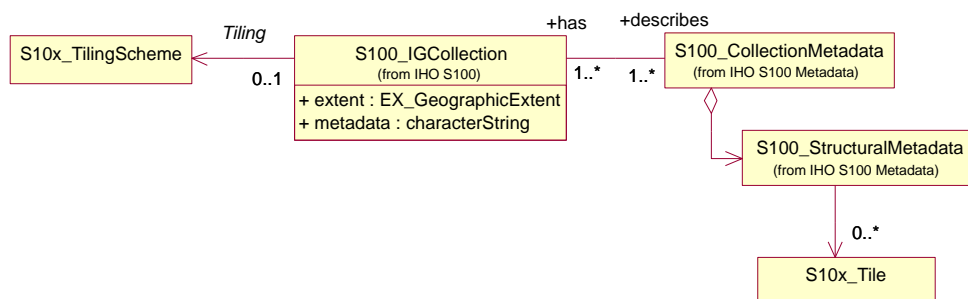 +has
+describes
Tiling
S10x_TilingScheme
S100_IGCollection
(from IHO S100)
S100_CollectionMetadata
(from IHO S100 Metadata)
0..1
1..*
1..*
+ extent : EX_GeographicExtent
+ metadata : characterString
S100_StructuralMetadata
(from IHO S100 Metadata)
0..*
S10x_Tile